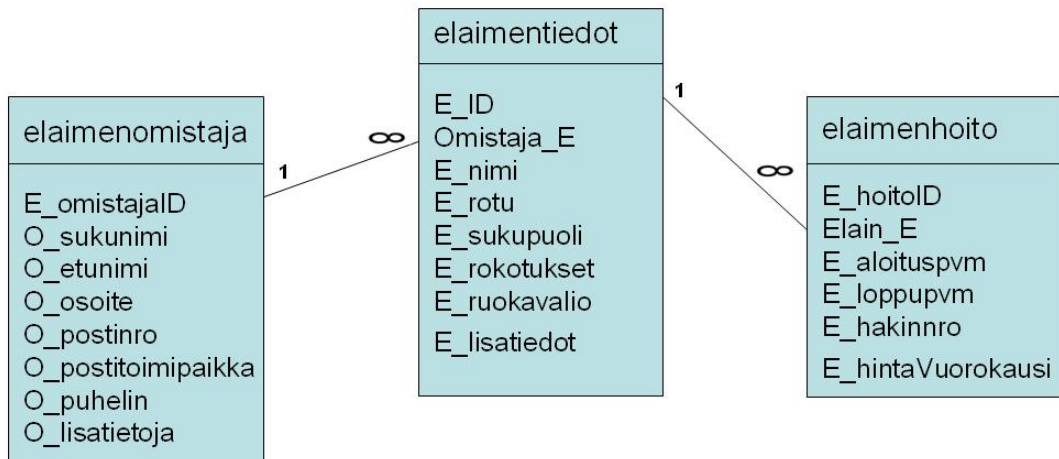 elaimenomistaja
E_omistajaID
O_sukunimi
O_etunimi
O_osoite
O_postinro
O_postitoimipaikka
O_puhelin
O_lisatietoja
1
∞
elaimentiedot
E_ID
Omistaja_E
E_nimi
E_rotu
E_sukupuoli
E_rokotukset
E_ruokavalio
E_lisatiedot
1
∞
elaimenhoito
E_hoitoID
Elain_E
E_aloituspvm
E_loppupvm
E_hakinnro
E_hintaVuorokausi